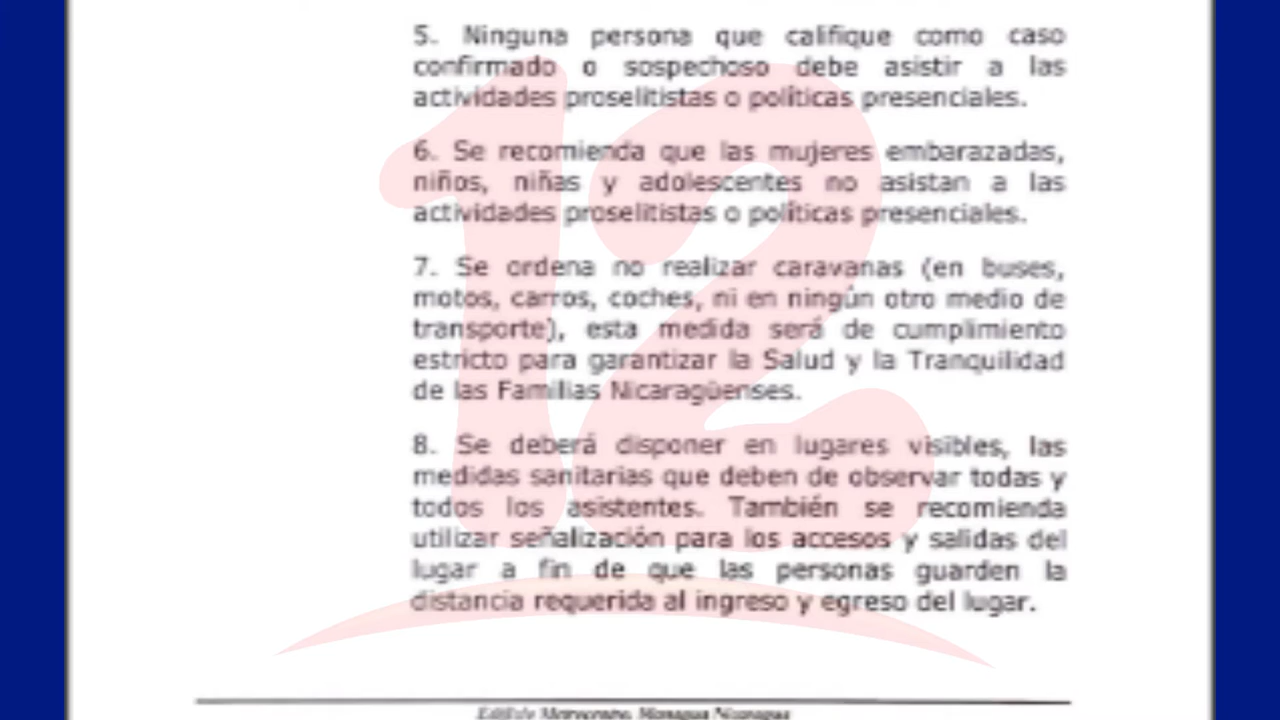 5. Ninguna persona que califique como caso
confirmado o sospechoso debe asistir a las
actividades proselitistas o políticas presenciales.
6. Se recomienda que las mujeres embarazadas,
niños, niñas y adolescentes no asistan a las
actividades proselitistas o políticas presenciales.
7. Se ordena no realizar caravanas (en buses,
motos, carros, coches, ni en ningún otro medio de
transporte), esta medida será de cumplimiento
estricto para garantizar la Salud y la Tranquilidad
de las Familias Nicaragüenses.
8. Se deberá disponer en lugares visibles, las
medidas sanitarias que deben de observar todas y
todos los asistentes. También se recomienda
utilizar señalización para los accesos y salidas del
lugar a fin de que las personas guarden la
distancia requerida al ingreso y egreso del lugar.
12
Metrocentro, Managua Nicaragua